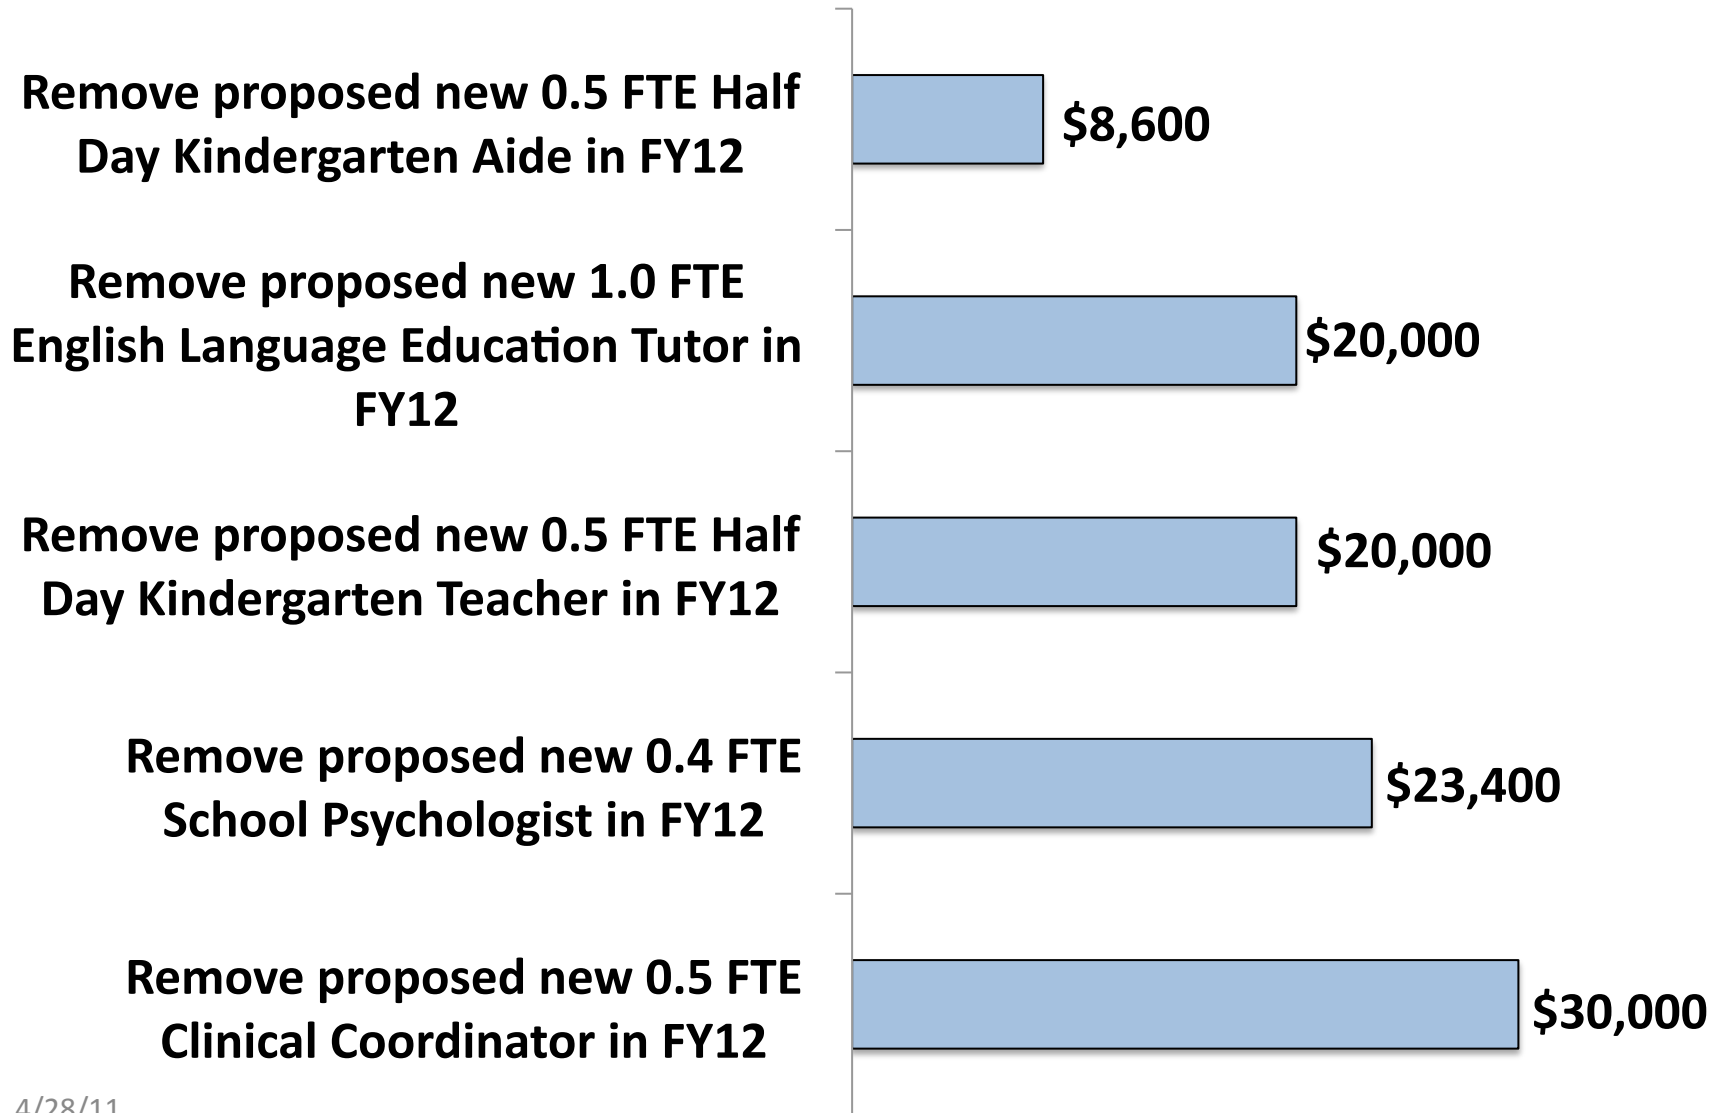 Remove proposed new 0.5 FTE Half
Day Kindergarten Aide in FY12
$8,600
Remove proposed new 1.0 FTE
English Language Education Tutor in
FY12
$20,000
Remove proposed new 0.5 FTE Half
Day Kindergarten Teacher in FY12
$20,000
Remove proposed new 0.4 FTE
School Psychologist in FY12
$23,400
Remove proposed new 0.5 FTE
Clinical Coordinator in FY12
$30,000
4/28/11